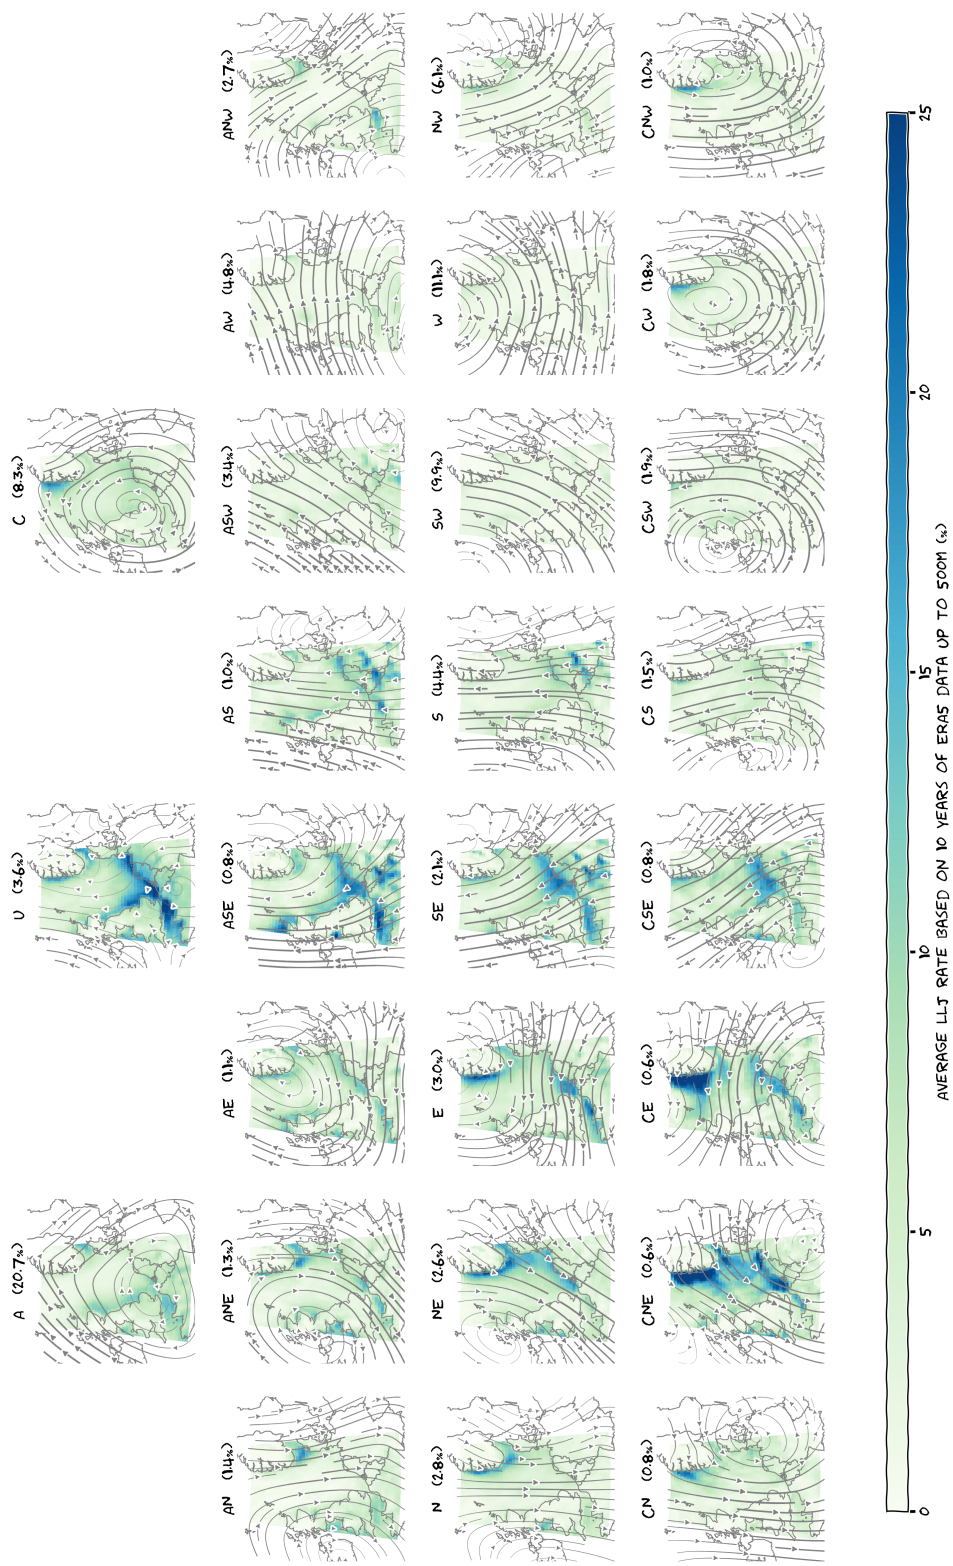 A (20.7%)
U (3.6%)
C (8.3%)
AN (1.4%)
ANE (1.3%)
AE (1.1%)
ASE (0.8%)
AS (1.0%)
ASW (3.4%)
AW (4.8%)
ANW (2.7%)
N (2.8%)
NE (2.6%)
E (3.0%)
SE (2.1%)
S (4.4%)
SW (9.9%)
W (11.1%)
NW (6.1%)
CN (0.8%)
CNE (0.6%)
CE (0.6%)
CSE (0.8%)
CS (1.5%)
CSW (1.9%)
CW (1.8%)
CNW (1.0%)
0 5 10 15 20 25
AVERAGE LLJ RATE BASED ON 10 YEARS OF ERA5 DATA UP TO 500M (%)